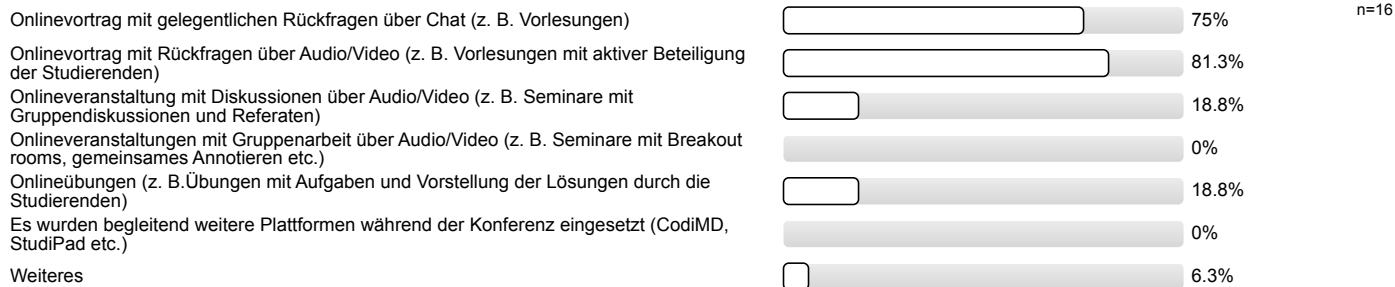 Onlinevortrag mit gelegentlichen Rückfragen über Chat (z. B. Vorlesungen) 75% n=16
Onlinevortrag mit Rückfragen über Audio/Video (z. B. Vorlesungen mit aktiver Beteiligung
der Studierenden) 81.3%
Onlineveranstaltung mit Diskussionen über Audio/Video (z. B. Seminare mit
Gruppendiskussionen und Referaten) 18.8%
Onlineveranstaltungen mit Gruppenarbeit über Audio/Video (z. B. Seminare mit Breakout
rooms, gemeinsames Annotieren etc.) 0%
Onlineübungen (z. B.Übungen mit Aufgaben und Vorstellung der Lösungen durch die
Studierenden) 18.8%
Es wurden begleitend weitere Plattformen während der Konferenz eingesetzt (CodiMD,
StudiPad etc.) 0%
Weiteres 6.3%